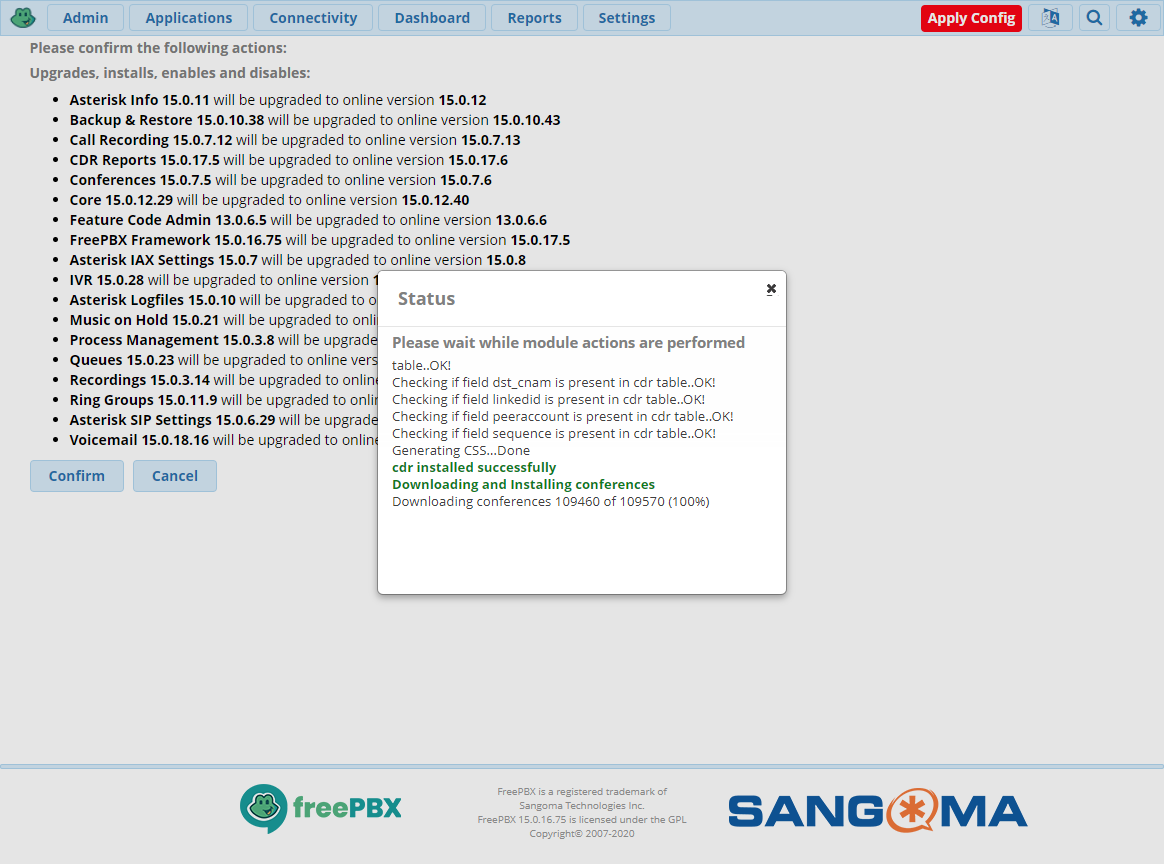 Admin
Applications
Connectivity
Dashboard
Reports
Settings
Apply Config
Please confirm the following actions:
Upgrades, installs, enables and disables:
Asterisk Info 15.0.11 will be upgraded to online version 15.0.12
Backup & Restore 15.0.10.38 will be upgraded to online version 15.0.10.43
Call Recording 15.0.7.12 will be upgraded to online version 15.0.7.13
CDR Reports 15.0.17.5 will be upgraded to online version 15.0.17.6
Conferences 15.0.7.5 will be upgraded to online version 15.0.7.6
Core 15.0.12.29 will be upgraded to online version 15.0.12.40
Feature Code Admin 13.0.6.5 will be upgraded to online version 13.0.6.6
FreePBX Framework 15.0.16.75 will be upgraded to online version 15.0.17.5
Asterisk IAX Settings 15.0.7 will be upgraded to online version 15.0.8
IVR 15.0.28 will be upgraded to online version
Asterisk Logfiles 15.0.10 will be upgraded to
Music on Hold 15.0.21 will be upgraded to
Process Management 15.0.3.8 will be
Queues 15.0.23 will be upgraded to online
Recordings 15.0.3.14 will be upgraded to
Ring Groups 15.0.11.9 will be upgraded to
Asterisk SIP Settings 15.0.6.29 will be
Voicemail 15.0.18.16 will be upgraded to
Confirm
Cancel
Status
Please wait while module actions are performed
table..OK!
Checking if field dst_cnam is present in cdr table..OK!
Checking if field linkedid is present in cdr table..OK!
Checking if field peeraccount is present in cdr table..OK!
Checking if field sequence is present in cdr table..OK!
Generating CSS...Done
cdr installed successfully
Downloading and Installing conferences
Downloading conferences 109460 of 109570 (100%)
freePBX
FreePBX is a registered trademark of
Sangoma Technologies Inc.
FreePBX 15.0.16.75 is licensed under the GPL
Copyright© 2007-2020
SANGOMA